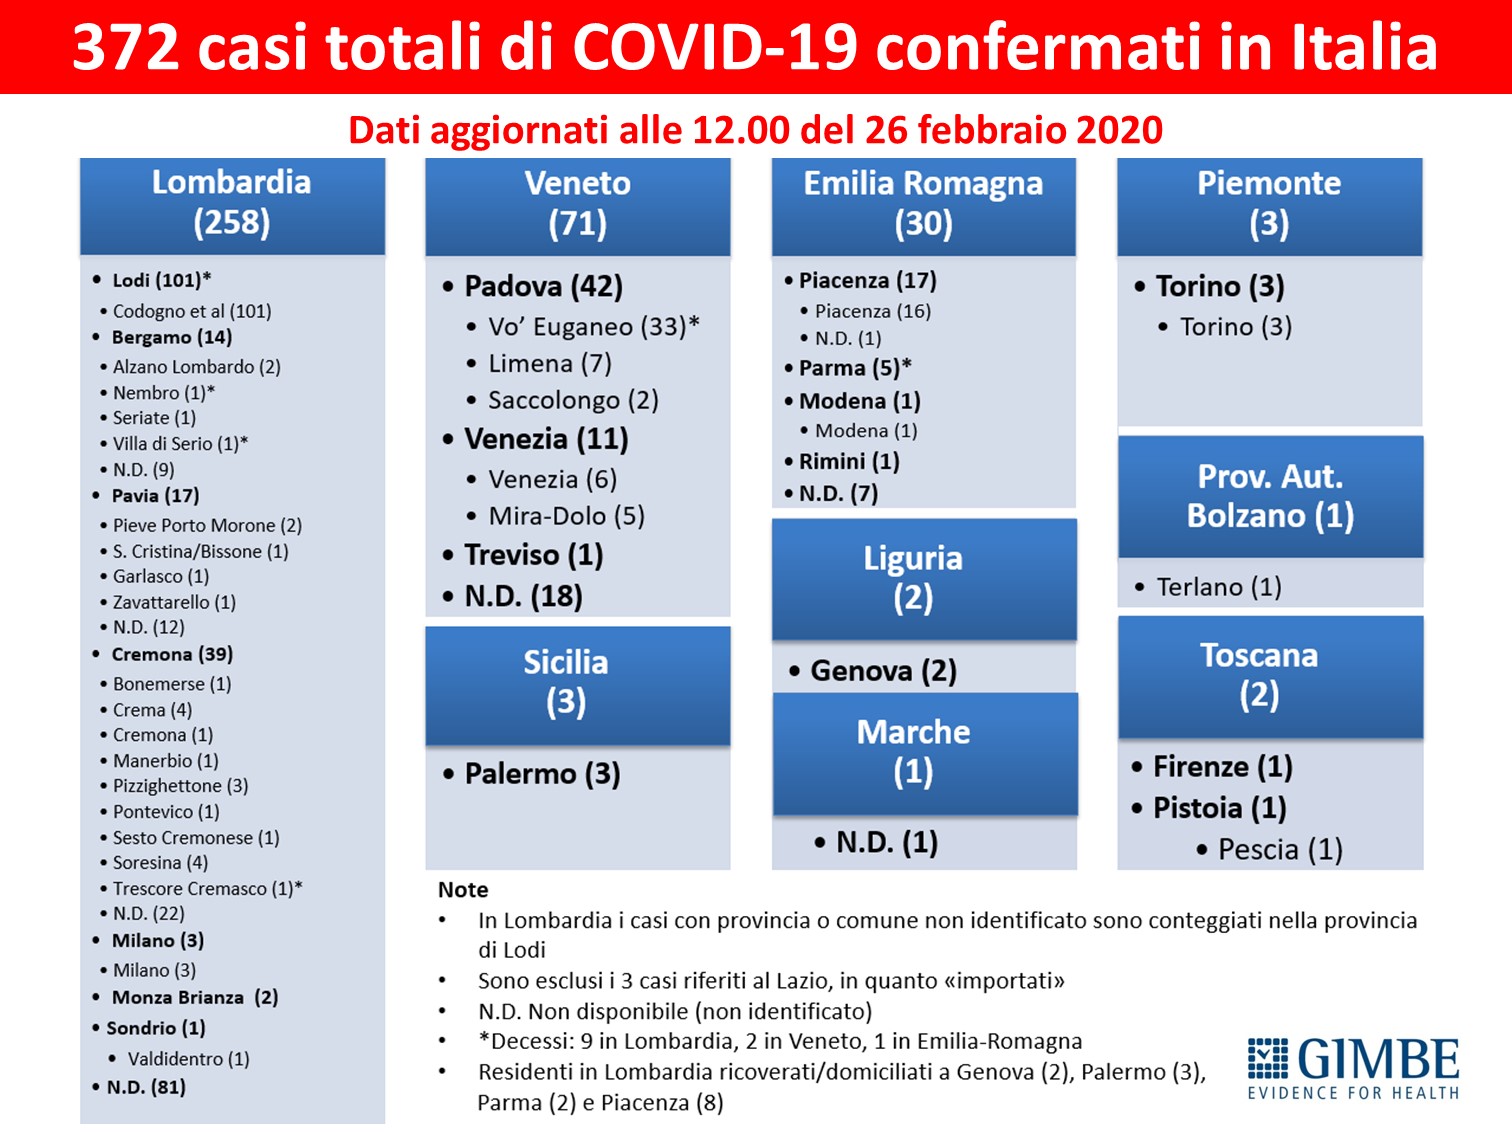 372 casi totali di COVID-19 confermati in Italia
Dati aggiornati alle 12.00 del 26 febbraio 2020
Lombardia
(258)
• Lodi (101)*
• Codogno et al (101)
• Bergamo (14)
• Alzano Lombardo (2)
• Nembro (1)*
• Seriate (1)
• Villa di Serio (1)*
• N.D. (9)
• Pavia (17)
• Pieve Porto Morone (2)
• S. Cristina/Bissone (1)
• Garlasco (1)
• Zavattarello (1)
• N.D. (12)
• Cremona (39)
• Bonemerse (1)
• Crema (4)
• Cremona (1)
• Manerbio (1)
• Pizzighettone (3)
• Pontevico (1)
• Sesto Cremonese (1)
• Soresina (4)
• Trescore Cremasco (1)*
• N.D. (22)
• Milano (3)
• Milano (3)
• Monza Brianza (2)
• Sondrio (1)
• Valdidentro (1)
• N.D. (81)
Veneto
(71)
• Padova (42)
• Vo’ Euganeo (33)*
• Limena (7)
• Saccolongo (2)
• Venezia (11)
• Venezia (6)
• Mira-Dolo (5)
• Treviso (1)
• N.D. (18)
Sicilia
(3)
• Palermo (3)
Emilia Romagna
(30)
• Piacenza (17)
• Piacenza (16)
• N.D. (1)
• Parma (5)*
• Modena (1)
• Modena (1)
• Rimini (1)
• N.D. (7)
Liguria
(2)
• Genova (2)
Marche
(1)
• N.D. (1)
Piemonte
(3)
• Torino (3)
• Torino (3)
Prov. Aut.
Bolzano (1)
• Terlano (1)
Toscana
(2)
• Firenze (1)
• Pistoia (1)
• Pescia (1)
Note
• In Lombardia i casi con provincia o comune non identificato sono conteggiati nella provincia
di Lodi
• Sono esclusi i 3 casi riferiti al Lazio, in quanto «importati»
• N.D. Non disponibile (non identificato)
• *Decessi: 9 in Lombardia, 2 in Veneto, 1 in Emilia-Romagna
• Residenti in Lombardia ricoverati/domiciliati a Genova (2), Palermo (3),
Parma (2) e Piacenza (8)
GIMBE
EVIDENCE FOR HEALTH